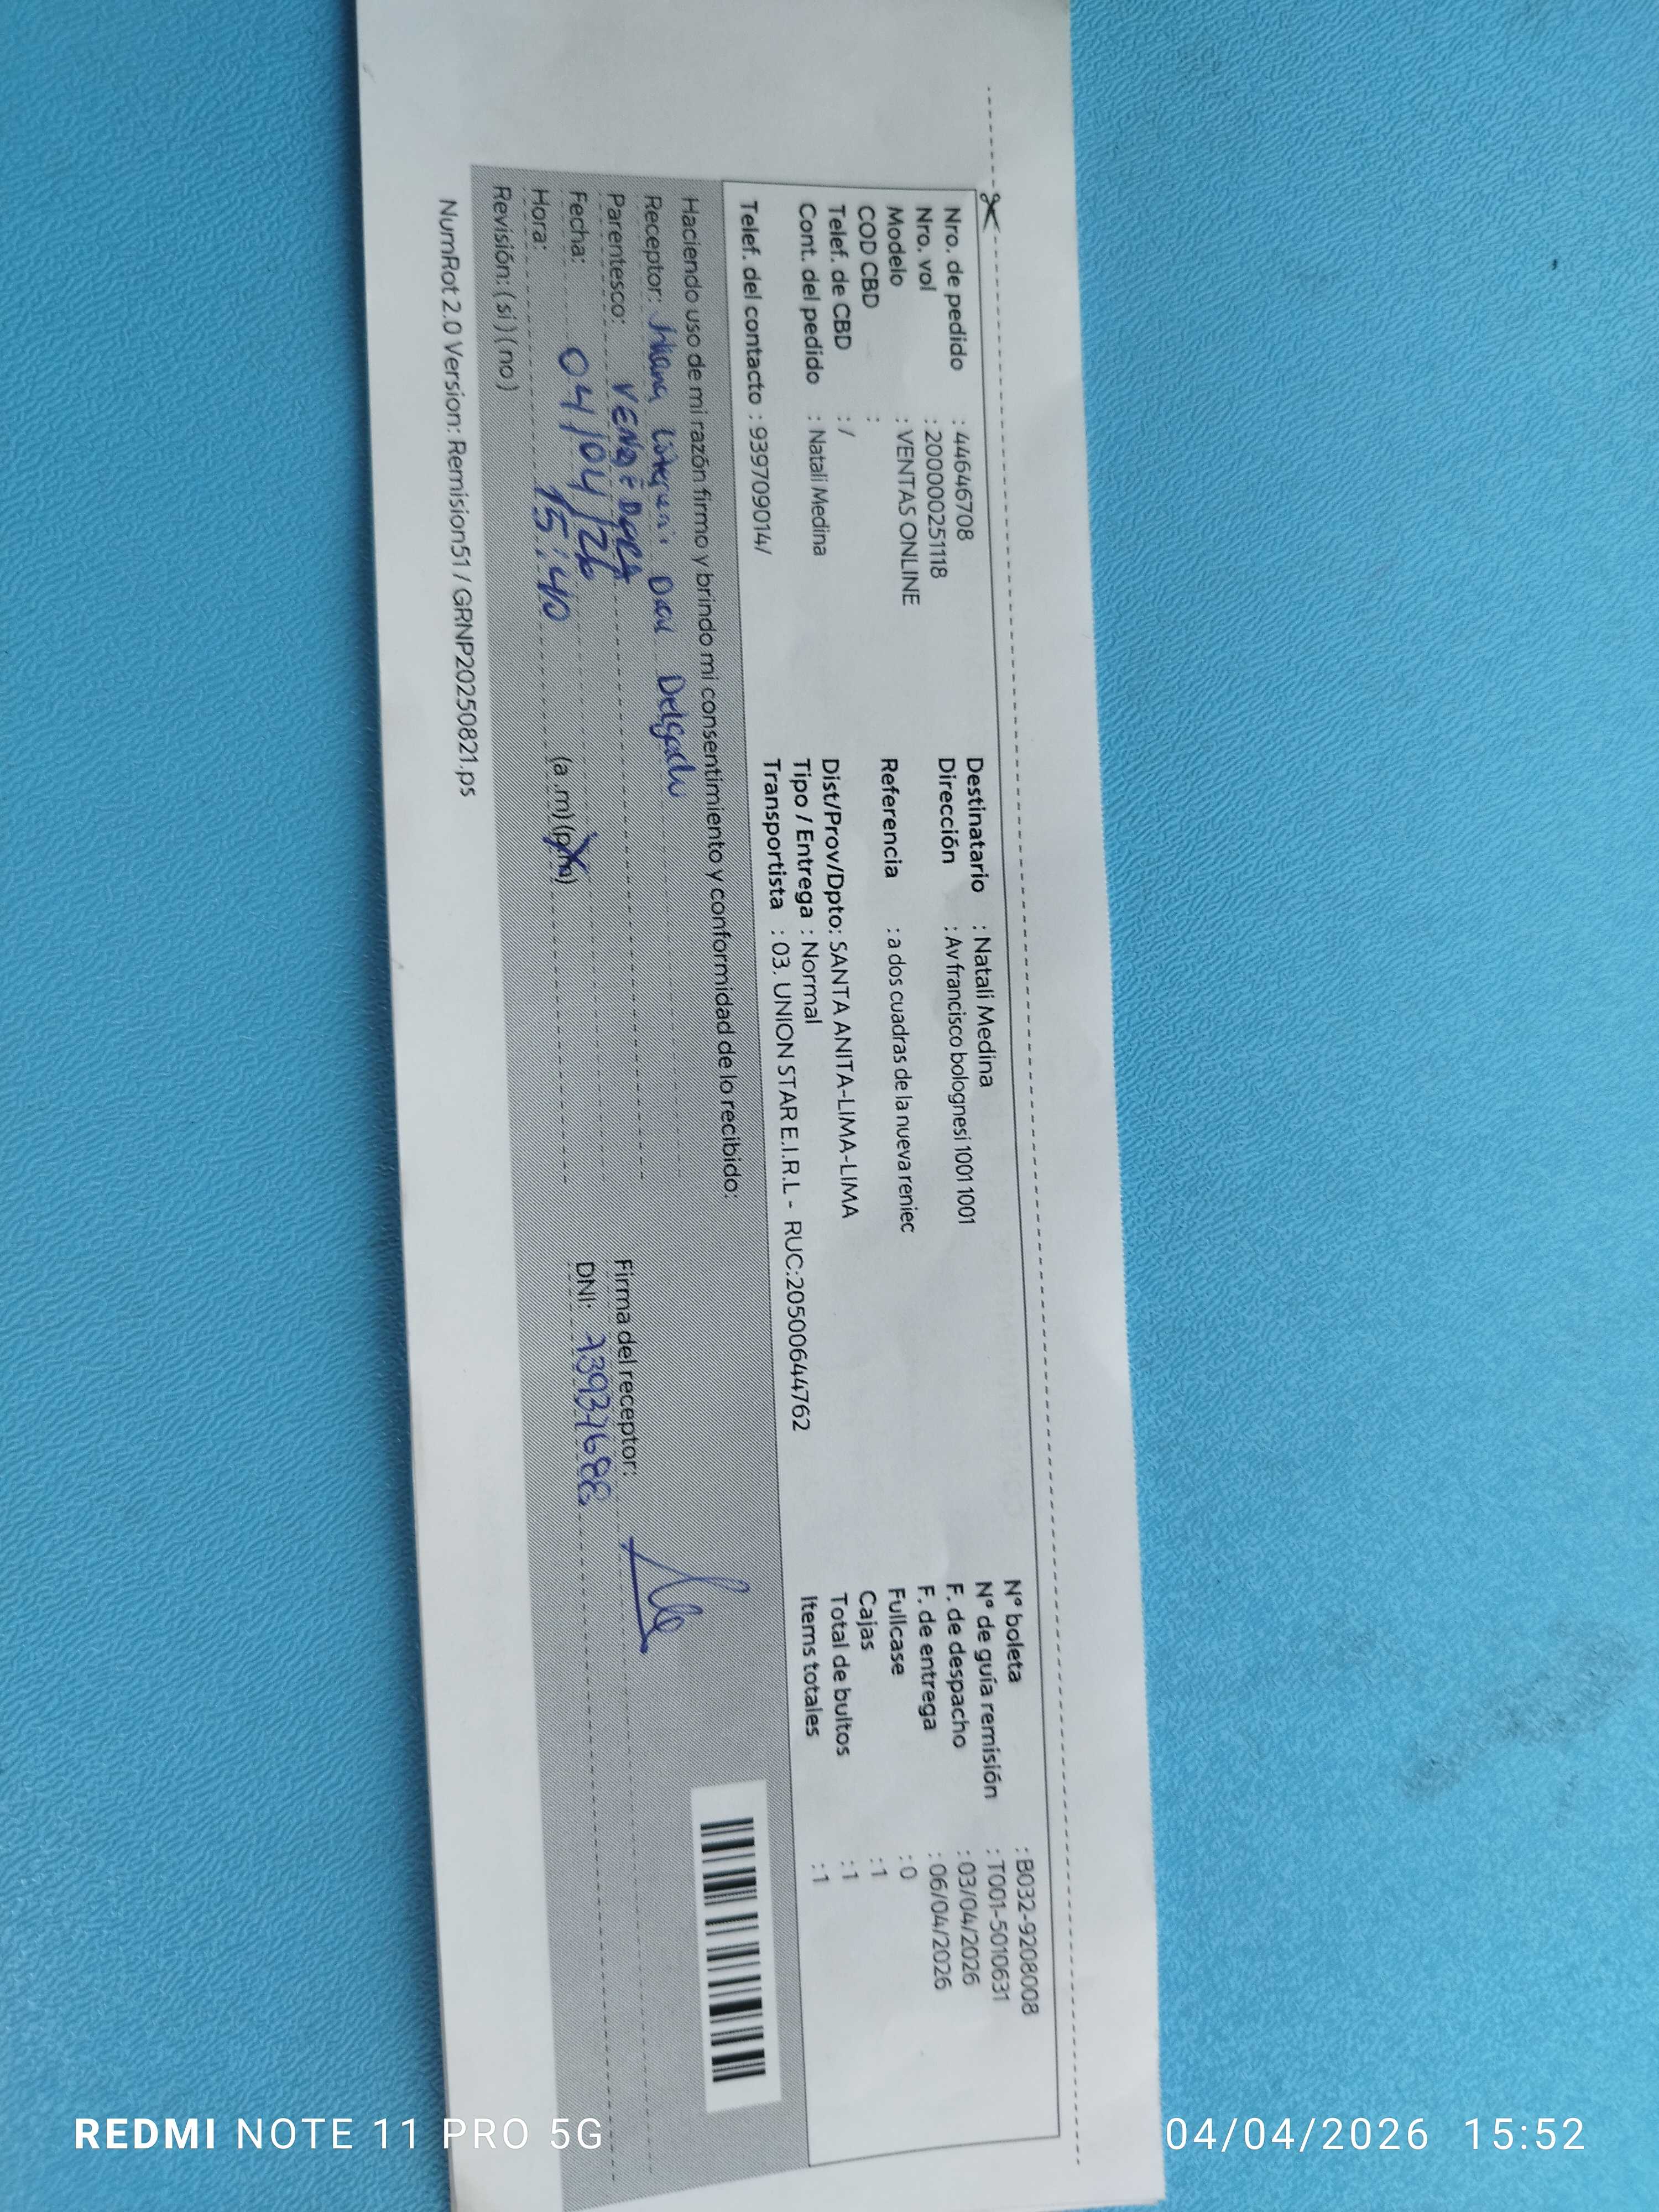 Nro. de pedido : 44646708
Nro. vol : 200000251118
Modelo : VENTAS ONLINE
COD CBD :
Telef. de CBD : /
Cont. del pedido : Natali Medina
Telef. del contacto : 939709014/
Destinatario : Natali Medina
Dirección : Av francisco bolognesi 1001 1001
Referencia : a dos cuadras de la nueva reniec
Dist/Prov/Dpto: SANTA ANITA-LIMA-LIMA
Tipo / Entrega : Normal
Transportista : 03. UNION STAR E.I.R.L - RUC:20500644762
N° boleta : B032-9208008
N° de guía remisión : T001-5010631
F. de despacho : 03/04/2026
F. de entrega : 06/04/2026
Fullcase : 0
Cajas : 1
Total de bultos : 1
Items totales : 1
Haciendo uso de mi razón firmo y brindo mi consentimiento y conformidad de lo recibido:
Receptor: Delgado
Parentesco:
Fecha: 04/04/26
Hora: 15:40 (a .m) (p.m)
Revisión: (si) (no)
Firma del receptor:
DNI: 73937688
NumRot 2.0 Version: Remision51 / GRNP20250821.ps
REDMI NOTE 11 PRO 5G
04/04/2026 15:52